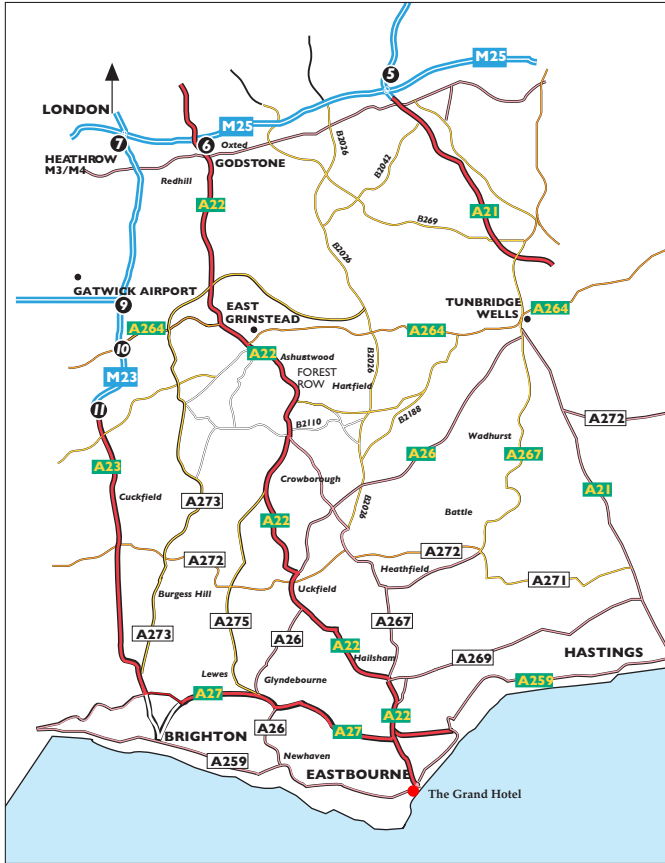 M25
5
LONDON
M25
7
6
Oxted
B2026
HEATHROW
M3/M4
GODSTONE
B2042
Redhill
A22
A21
B269
B2026
GATWICK AIRPORT
9
EAST
GRINSTEAD
TUNBRIDGE
WELLS
A264
A264
A264
10
A22
Ashustwood
B2026
M23
FOREST
ROW
Hartfield
11
B2188
A272
B2110
Wadhurst
A23
A26
A267
Crowborough
A21
Cuckfield
A273
B2026
Battle
A22
A272
A272
Heathfield
A271
Burgess Hill
Uckfield
A275
A267
A273
A26
A22
HASTINGS
Hailsham
A269
Lewes
Glyndebourne
A259
A27
A22
A26
A27
BRIGHTON
Newhaven
A259
EASTBOURNE
The Grand Hotel